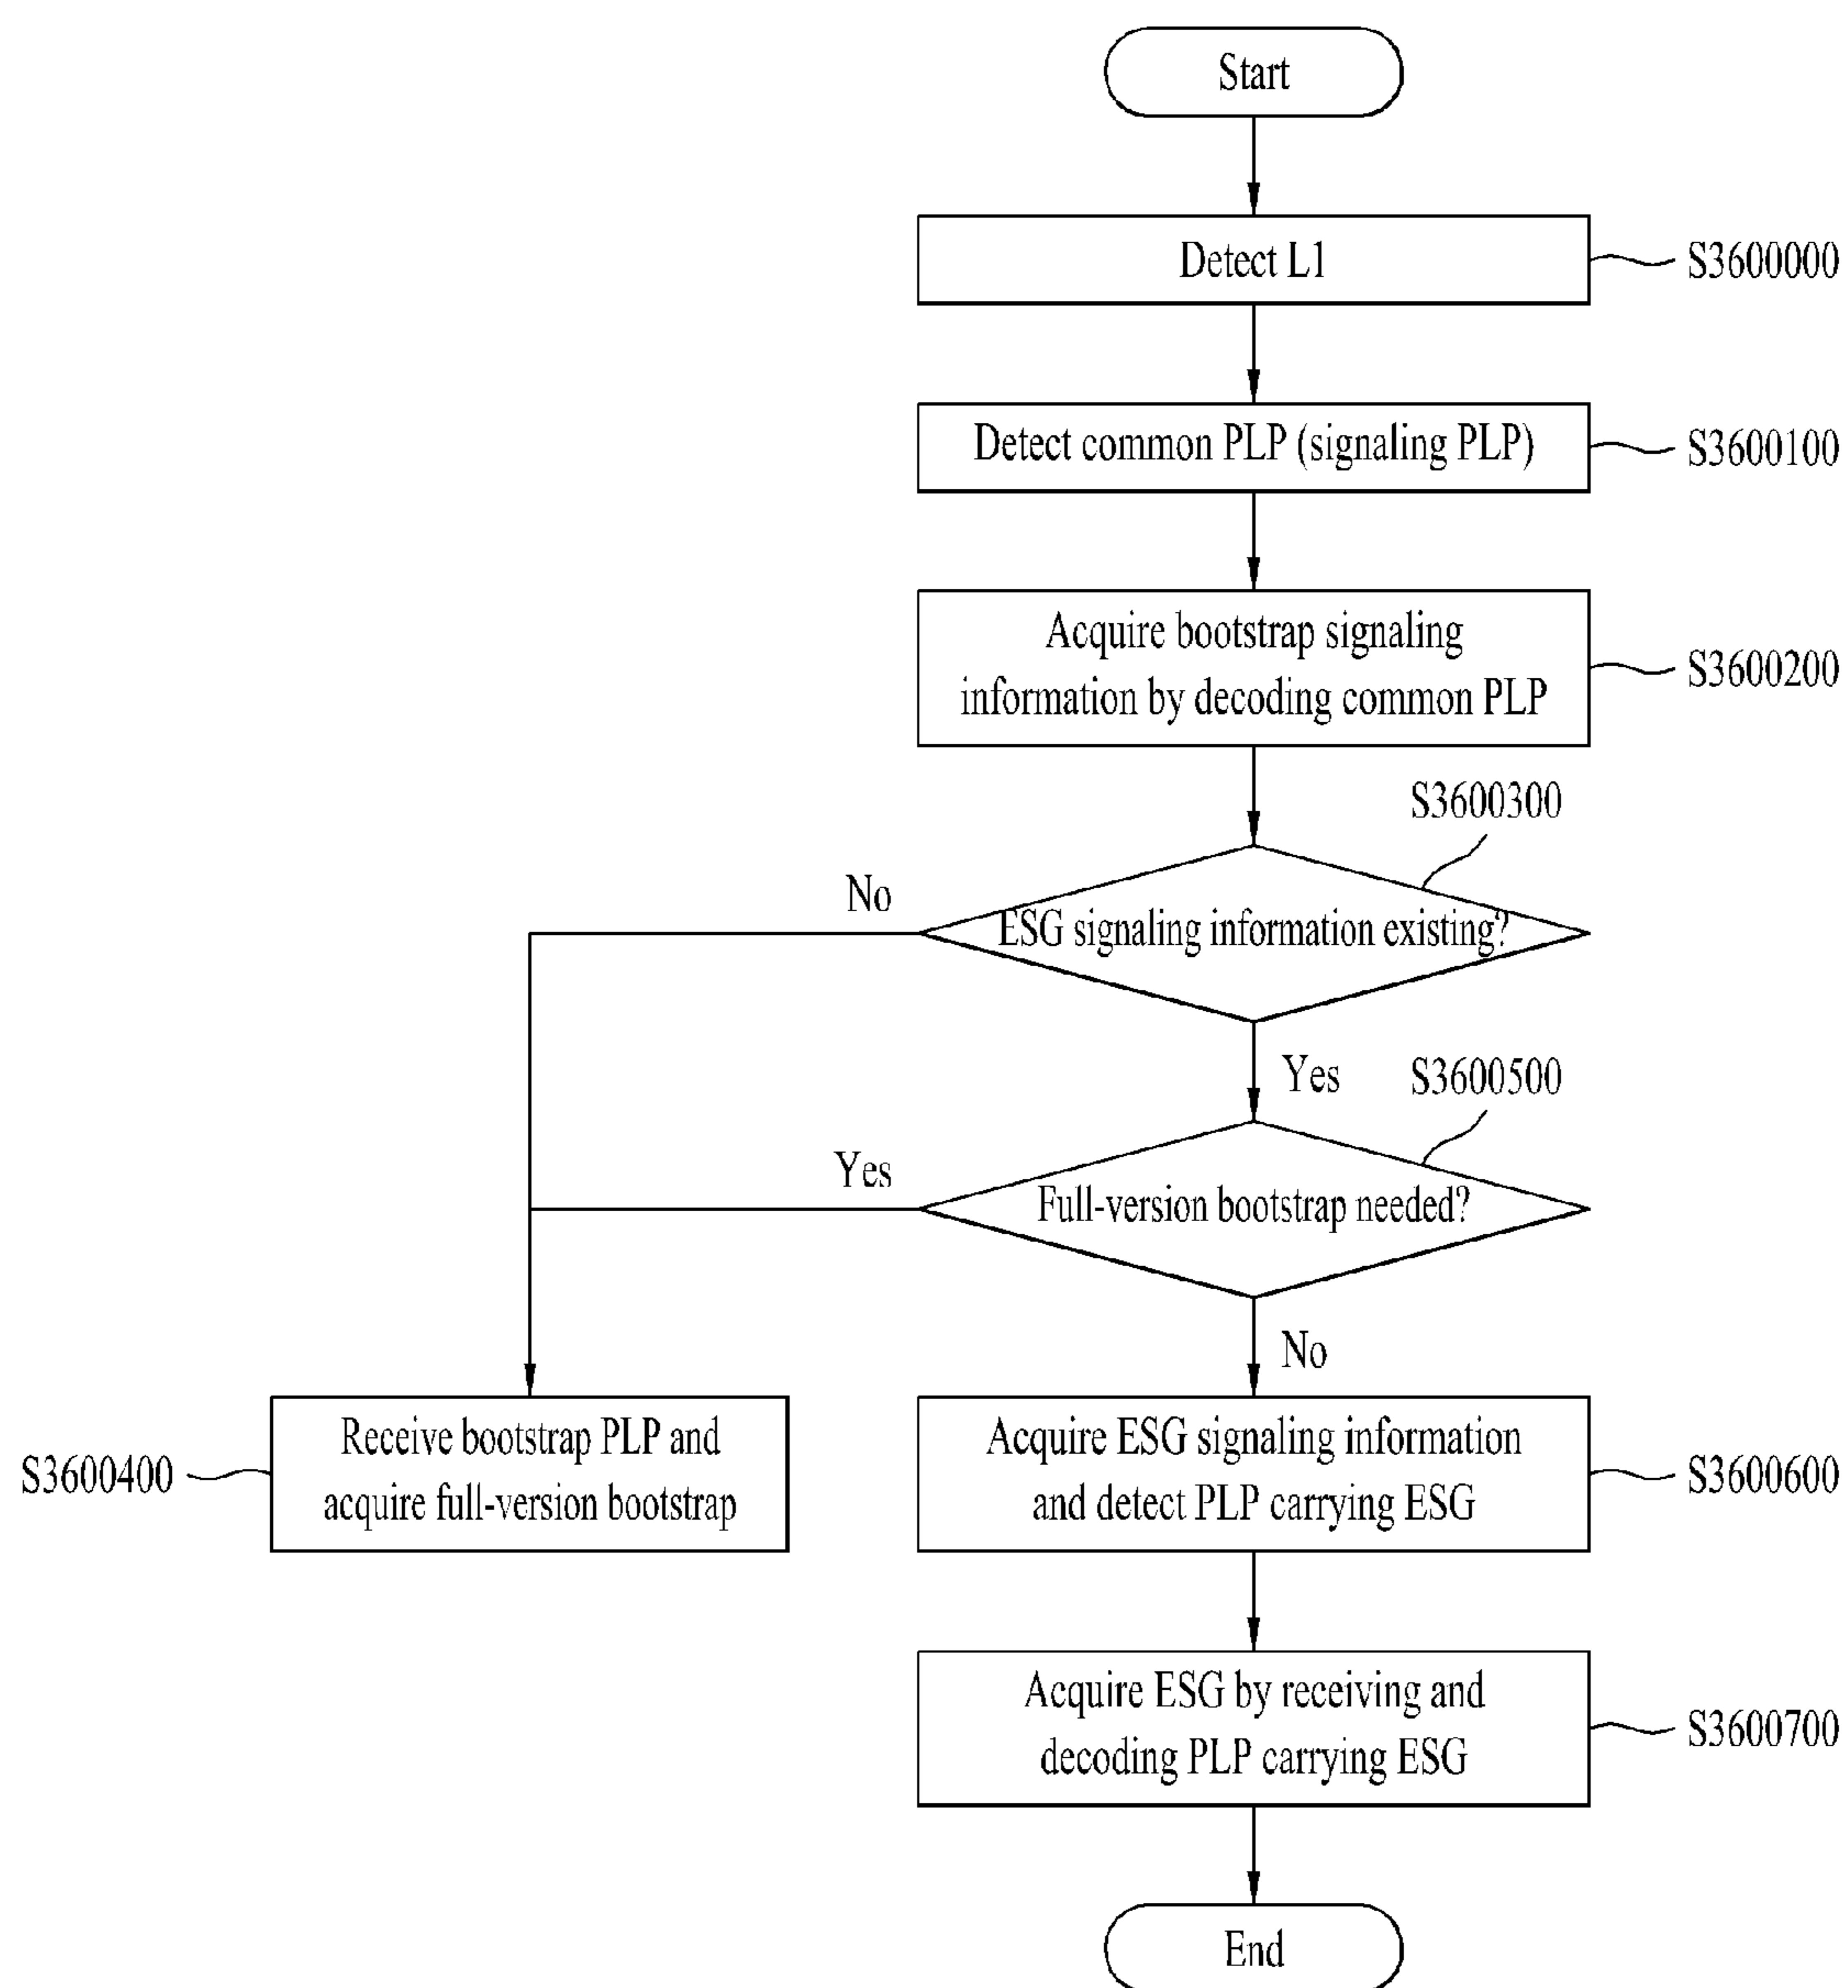 Start
Detect L1
S3600000
Detect common PLP (signaling PLP)
S3600100
Acquire bootstrap signaling
information by decoding common PLP
S3600200
S3600300
No
ESG signaling information existing?
Yes
S3600500
Yes
Full-version bootstrap needed?
No
Receive bootstrap PLP and
acquire full-version bootstrap
S3600400
Acquire ESG signaling information
and detect PLP carrying ESG
S3600600
Acquire ESG by receiving and
decoding PLP carrying ESG
S3600700
End